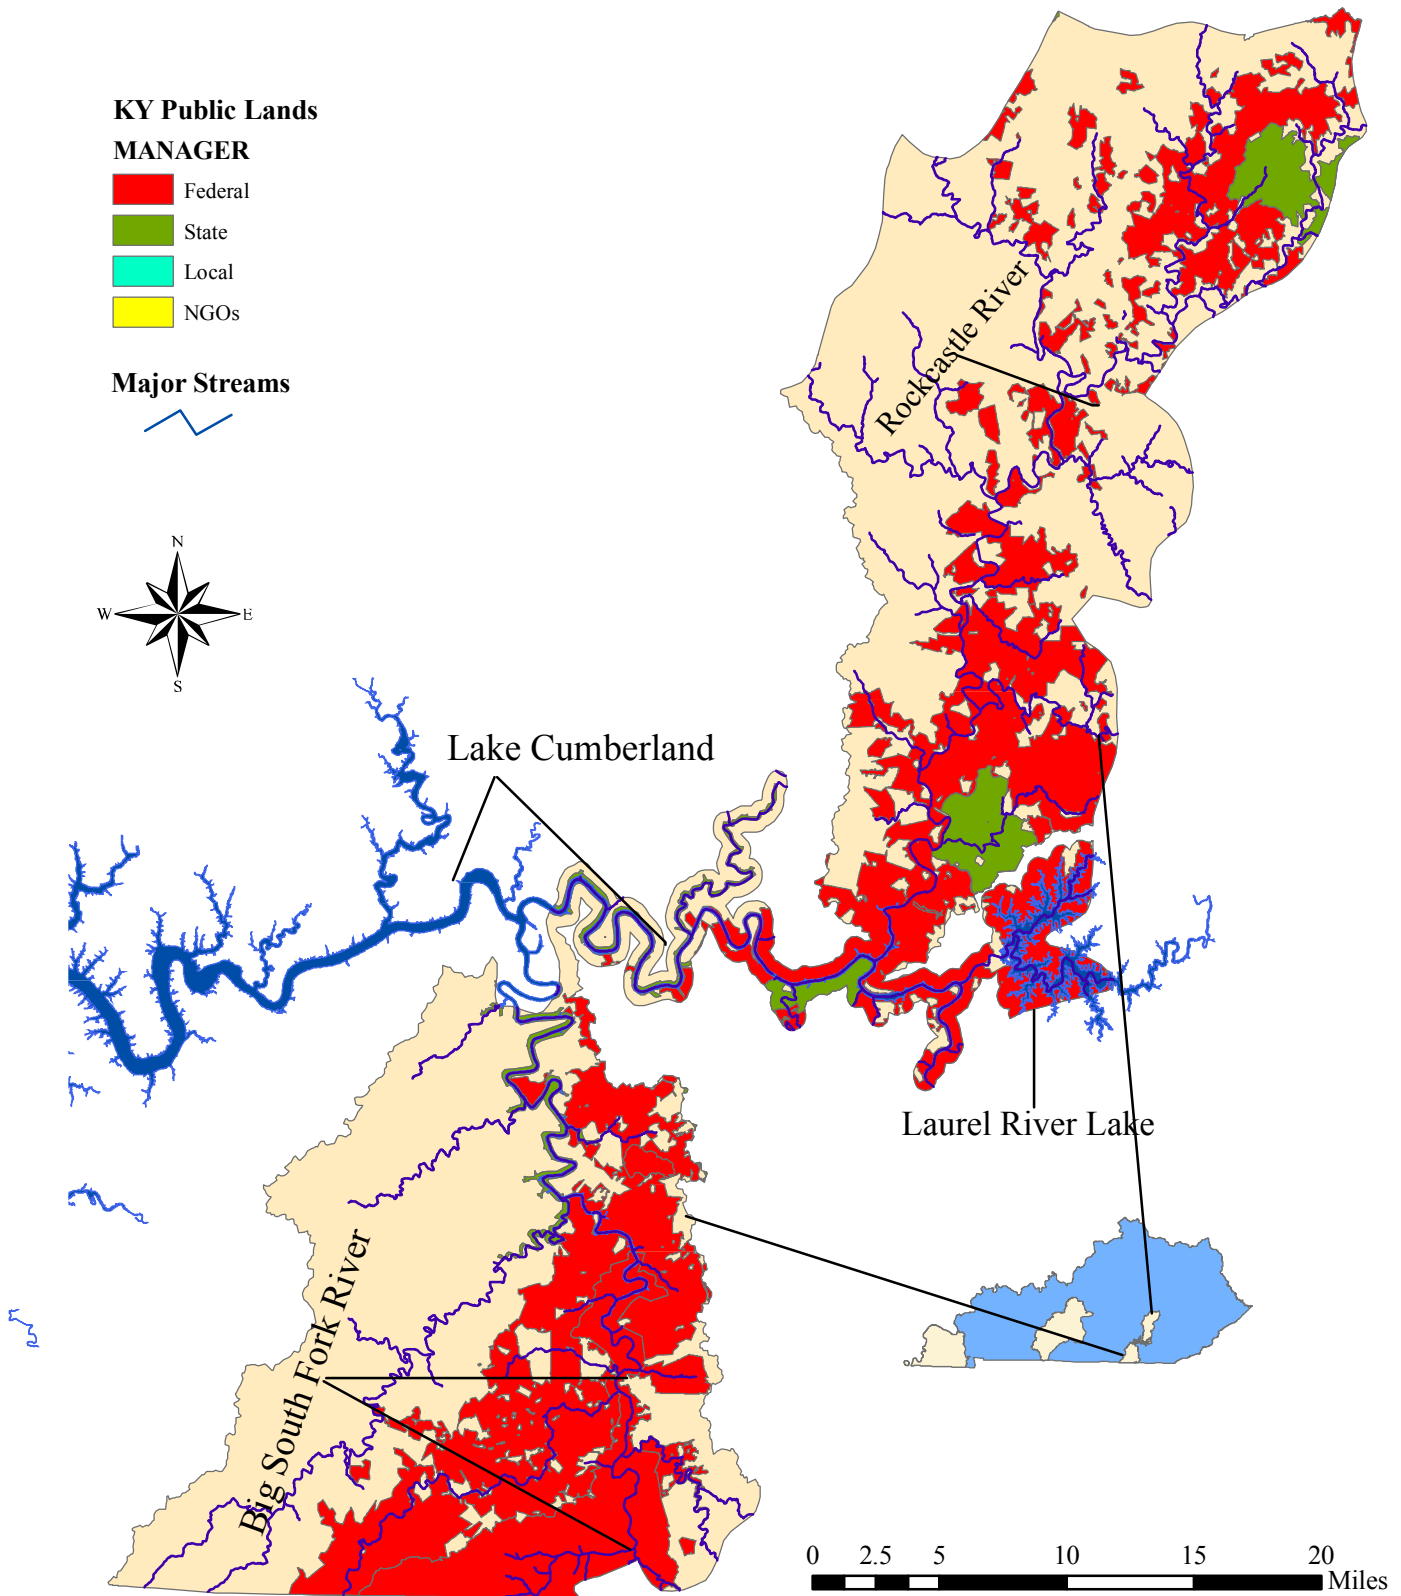 KY Public Lands
MANAGER
Federal
State
Local
NGOs
Major Streams
N
W
E
S
Rockcastle River
Lake Cumberland
Laurel River Lake
Big South Fork River
0 2.5 5 10 15 20
Miles